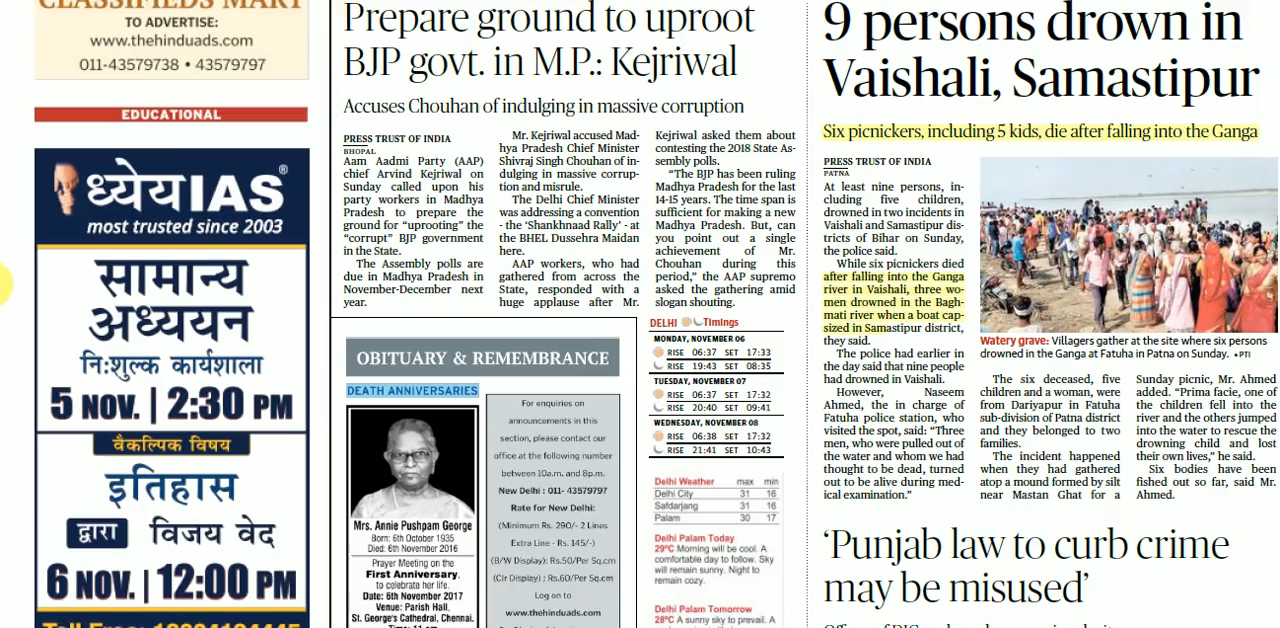 CLASSIFIEDS MART
TO ADVERTISE:
www.thehinduads.com
011-43579738 • 43579797
EDUCATIONAL
ध्येय IAS®
most trusted since 2003
सामान्य
अध्ययन
नि:शुल्क कार्यशाला
5 NOV. | 2:30 PM
वैकल्पिक विषय
इतिहास
द्वारा विजय वेद
6 NOV. | 12:00 PM
Prepare ground to uproot
BJP govt. in M.P.: Kejriwal
Accuses Chouhan of indulging in massive corruption
PRESS TRUST OF INDIA
BHOPAL
Aam Aadmi Party (AAP)
chief Arvind Kejriwal on
Sunday called upon his
party workers in Madhya
Pradesh to prepare the
ground for “uprooting” the
“corrupt” BJP government
in the State.
The Assembly polls are
due in Madhya Pradesh in
November-December next
year.
Mr. Kejriwal accused Mad-
hya Pradesh Chief Minister
Shivraj Singh Chouhan of in-
dulging in massive corrup-
tion and misrule.
The Delhi Chief Minister
was addressing a convention
- the ‘Shankhnaad Rally’ - at
the BHEL Dussehra Maidan
here.
AAP workers, who had
gathered from across the
State, responded with a
huge applause after Mr.
Kejriwal asked them about
contesting the 2018 State As-
sembly polls.
“The BJP has been ruling
Madhya Pradesh for the last
14-15 years. The time span is
sufficient for making a new
Madhya Pradesh. But, can
you point out a single
achievement of Mr.
Chouhan during this
period,” the AAP supremo
asked the gathering amid
slogan shouting.
OBITUARY & REMEMBRANCE
DEATH ANNIVERSARIES
Mrs. Annie Pushpam George
Born: 6th October 1935
Died: 6th November 2016
Prayer Meeting on the
First Anniversary,
to celebrate her life.
Date: 6th November 2017
Venue: Parish Hall,
St. George's Cathedral, Chennai.
For enquiries on
announcements in this
section, please contact our
office at the following number
between 10a.m. and 8p.m.
New Delhi : 011- 43579797
Rate for New Delhi:
(Minimum Rs. 290/- 2 Lines
Extra Line - Rs. 145/-)
(B/W Display) : Rs.50/Per Sq.cm
(Clr Display) : Rs.60/Per Sq.cm
Log on to
www.thehinduads.com
DELHI Timings
MONDAY, NOVEMBER 06
RISE 06:37 SET 17:33
RISE 19:43 SET 08:35
TUESDAY, NOVEMBER 07
RISE 06:37 SET 17:32
RISE 20:40 SET 09:41
WEDNESDAY, NOVEMBER 08
RISE 06:38 SET 17:32
RISE 21:41 SET 10:43
Delhi Weather max min
Delhi City 31 16
Safdarjang 31 16
Palam 30 17
Delhi Palam Today
29°C Morning will be cool. A
comfortable day to follow. Sky
will remain sunny. Night to
remain cozy.
Delhi Palam Tomorrow
28°C A sunny sky to prevail. A
9 persons drown in
Vaishali, Samastipur
Six picnickers, including 5 kids, die after falling into the Ganga
PRESS TRUST OF INDIA
PATNA
At least nine persons, in-
cluding five children,
drowned in two incidents in
Vaishali and Samastipur dis-
tricts of Bihar on Sunday,
the police said.
While six picnickers died
after falling into the Ganga
river in Vaishali, three wo-
men drowned in the Bagh-
mati river when a boat cap-
sized in Samastipur district,
they said.
The police had earlier in
the day said that nine people
had drowned in Vaishali.
However, Naseem
Ahmed, the in charge of
Fatuha police station, who
visited the spot, said: “Three
men, who were pulled out of
the water and whom we had
thought to be dead, turned
out to be alive during med-
ical examination.”
Watery grave: Villagers gather at the site where six persons
drowned in the Ganga at Fatuha in Patna on Sunday. • PTI
The six deceased, five
children and a woman, were
from Dariyapur in Fatuha
sub-division of Patna district
and they belonged to two
families.
The incident happened
when they had gathered
atop a mound formed by silt
near Mastan Ghat for a
Sunday picnic, Mr. Ahmed
added. “Prima facie, one of
the children fell into the
river and the others jumped
into the water to rescue the
drowning child and lost
their own lives,” he said.
Six bodies have been
fished out so far, said Mr.
Ahmed.
‘Punjab law to curb crime
may be misused’